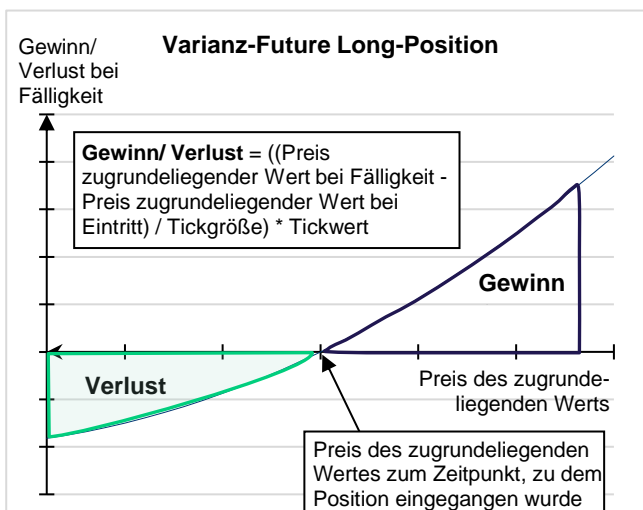 Varianz-Future Long-Position
Gewinn/
Verlust bei
Fälligkeit
Gewinn/ Verlust = ((Preis
zugrundeliegender Wert bei Fälligkeit -
Preis zugrundeliegender Wert bei
Eintritt) / Tickgröße) * Tickwert
Gewinn
Verlust
Preis des zugrunde-
liegenden Werts
Preis des zugrundeliegenden
Wertes zum Zeitpunkt, zu dem
Position eingegangen wurde